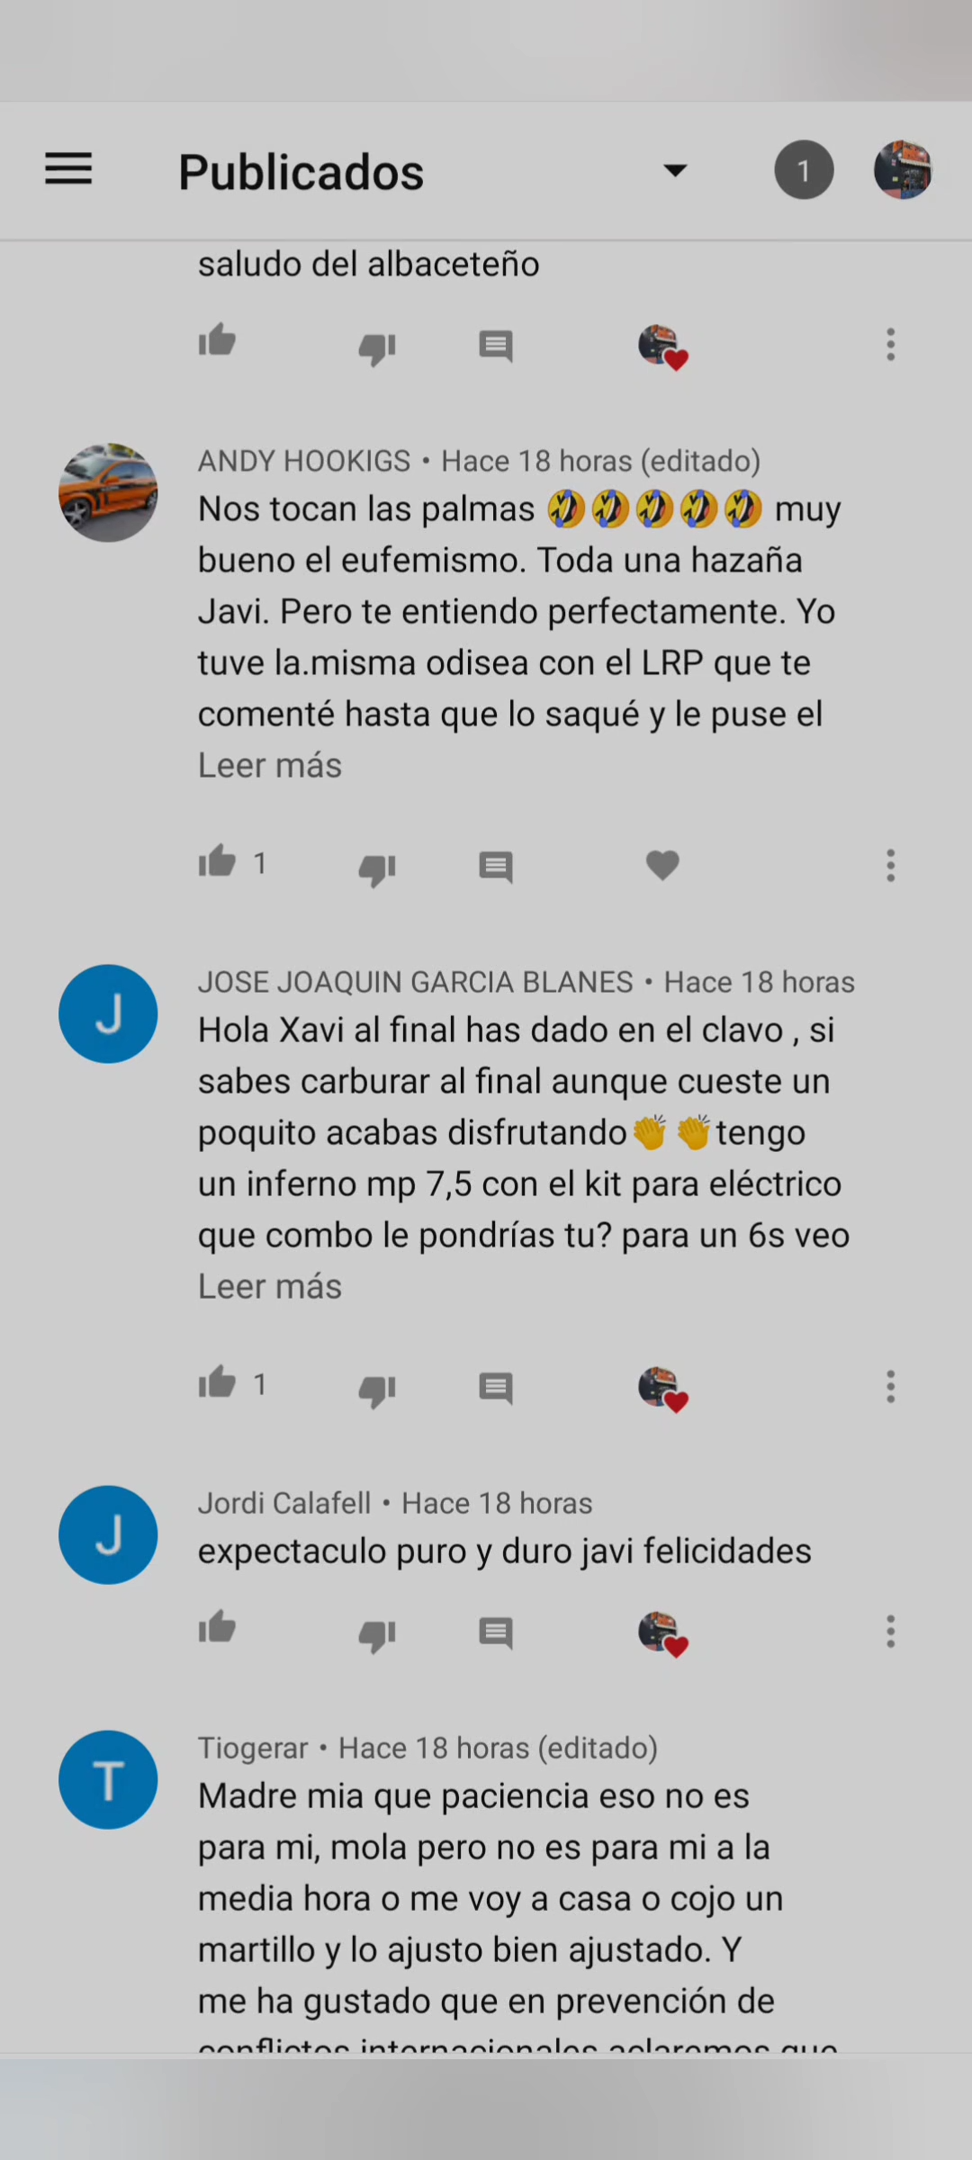 Publicados
1
saludo del albaceteño
ANDY HOOKIGS • Hace 18 horas (editado)
Nos tocan las palmas 🤣🤣🤣🤣🤣 muy
bueno el eufemismo. Toda una hazaña
Javi. Pero te entiendo perfectamente. Yo
tuve la.misma odisea con el LRP que te
comenté hasta que lo saqué y le puse el
Leer más
1
J
JOSE JOAQUIN GARCIA BLANES • Hace 18 horas
Hola Xavi al final has dado en el clavo , si
sabes carburar al final aunque cueste un
poquito acabas disfrutando👏👏tengo
un inferno mp 7,5 con el kit para eléctrico
que combo le pondrías tu? para un 6s veo
Leer más
1
J
Jordi Calafell • Hace 18 horas
expectaculo puro y duro javi felicidades
T
Tiogerar • Hace 18 horas (editado)
Madre mia que paciencia eso no es
para mi, mola pero no es para mi a la
media hora o me voy a casa o cojo un
martillo y lo ajusto bien ajustado. Y
me ha gustado que en prevención de
conflictos internacionales aclaremos que